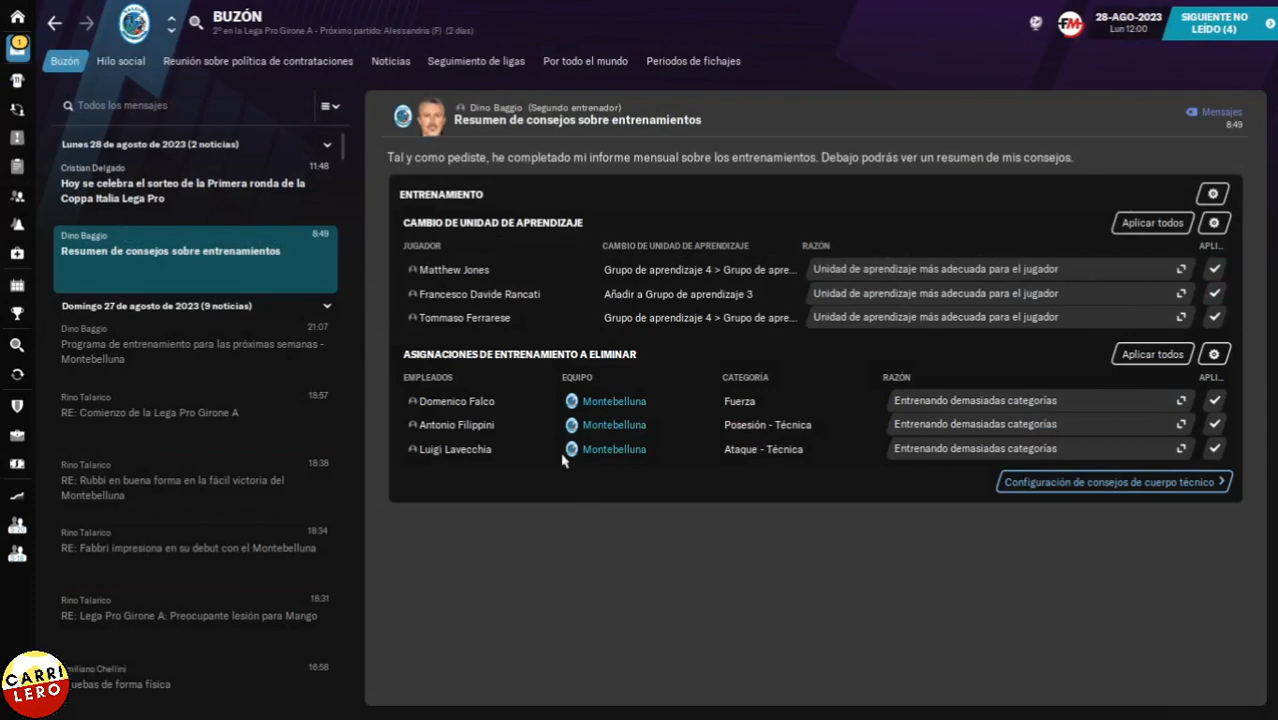 BUZÓN
2º en la Lega Pro Girone A - Próximo partido: Alessandria (F) (2 días)
28-AGO-2023
Lun 12:00
SIGUIENTE NO
LEÍDO (4)
1
Buzón
Hilo social
Reunión sobre política de contrataciones
Noticias
Seguimiento de ligas
Por todo el mundo
Periodos de fichajes
Todos los mensajes
Lunes 28 de agosto de 2023 (2 noticias)
Cristian Delgado 11:48
Hoy se celebra el sorteo de la Primera ronda de la
Coppa Italia Lega Pro
Dino Baggio 8:49
Resumen de consejos sobre entrenamientos
Domingo 27 de agosto de 2023 (9 noticias)
Dino Baggio 21:07
Programa de entrenamiento para las próximas semanas -
Montebelluna
Rino Talarico 18:57
RE: Comienzo de la Lega Pro Girone A
Rino Talarico 18:38
RE: Rubbi en buena forma en la fácil victoria del
Montebelluna
Rino Talarico 18:34
RE: Fabbri impresiona en su debut con el Montebelluna
Rino Talarico 18:31
RE: Lega Pro Girone A: Preocupante lesión para Mango
miliano Chellini 16:58
uebas de forma física
CARRI
LERO
Dino Baggio (Segundo entrenador)
Resumen de consejos sobre entrenamientos
Mensajes
8:49
Tal y como pediste, he completado mi informe mensual sobre los entrenamientos. Debajo podrás ver un resumen de mis consejos.
ENTRENAMIENTO
CAMBIO DE UNIDAD DE APRENDIZAJE Aplicar todos
JUGADOR CAMBIO DE UNIDAD DE APRENDIZAJE RAZÓN APLI...
Matthew Jones Grupo de aprendizaje 4 > Grupo de apre... Unidad de aprendizaje más adecuada para el jugador
Francesco Davide Rancati Añadir a Grupo de aprendizaje 3 Unidad de aprendizaje más adecuada para el jugador
Tommaso Ferrarese Grupo de aprendizaje 4 > Grupo de apre... Unidad de aprendizaje más adecuada para el jugador
ASIGNACIONES DE ENTRENAMIENTO A ELIMINAR Aplicar todos
EMPLEADOS EQUIPO CATEGORÍA RAZÓN APLI...
Domenico Falco Montebelluna Fuerza Entrenando demasiadas categorías
Antonio Filippini Montebelluna Posesión - Técnica Entrenando demasiadas categorías
Luigi Lavecchia Montebelluna Ataque - Técnica Entrenando demasiadas categorías
Configuración de consejos de cuerpo técnico